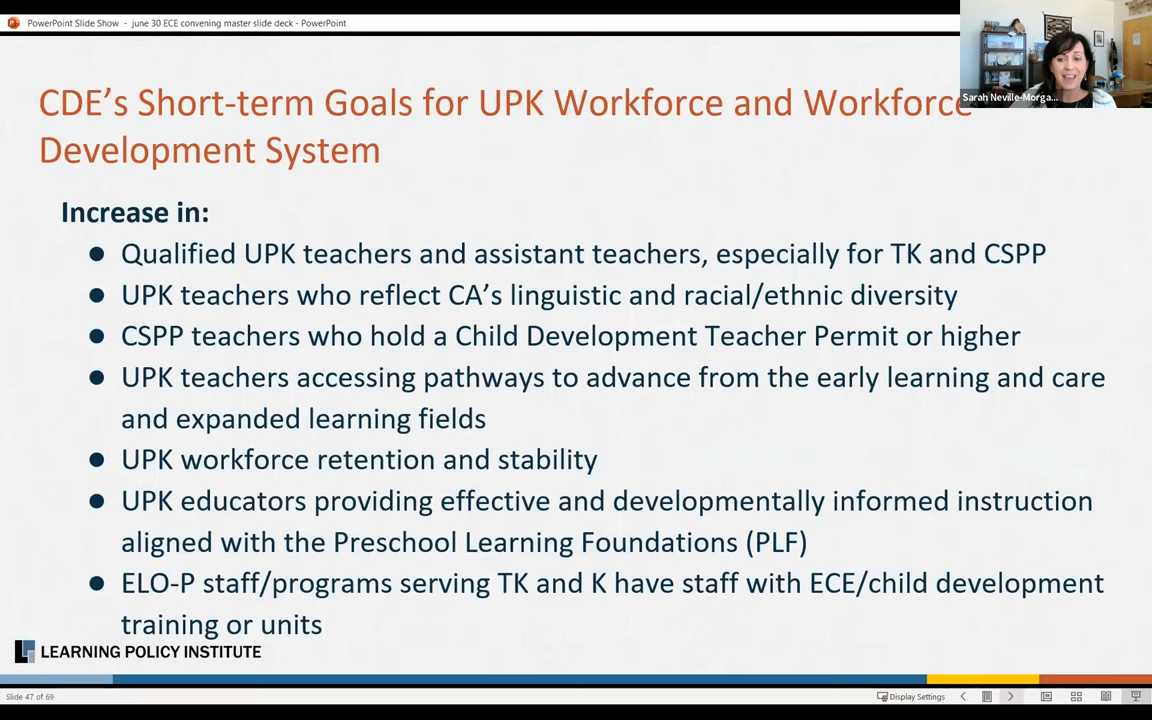 PowerPoint Slide Show - june 30 ECE convening master slide deck - PowerPoint
Sarah Neville-Morga...
CDE's Short-term Goals for UPK Workforce and Workforce
Development System
Increase in:
● Qualified UPK teachers and assistant teachers, especially for TK and CSPP
● UPK teachers who reflect CA's linguistic and racial/ethnic diversity
● CSPP teachers who hold a Child Development Teacher Permit or higher
● UPK teachers accessing pathways to advance from the early learning and care
and expanded learning fields
● UPK workforce retention and stability
● UPK educators providing effective and developmentally informed instruction
aligned with the Preschool Learning Foundations (PLF)
● ELO-P staff/programs serving TK and K have staff with ECE/child development
training or units
LEARNING POLICY INSTITUTE
Slide 47 of 69
Display Settings